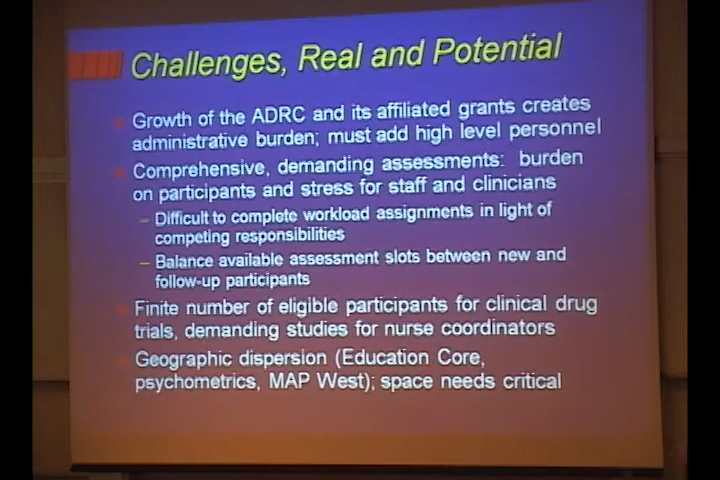 Challenges, Real and Potential
Growth of the ADRC and its affiliated grants creates
administrative burden; must add high level personnel
Comprehensive, demanding assessments: burden
on participants and stress for staff and clinicians
– Difficult to complete workload assignments in light of
competing responsibilities
– Balance available assessment slots between new and
follow-up participants
Finite number of eligible participants for clinical drug
trials, demanding studies for nurse coordinators
Geographic dispersion (Education Core,
psychometrics, MAP West); space needs critical